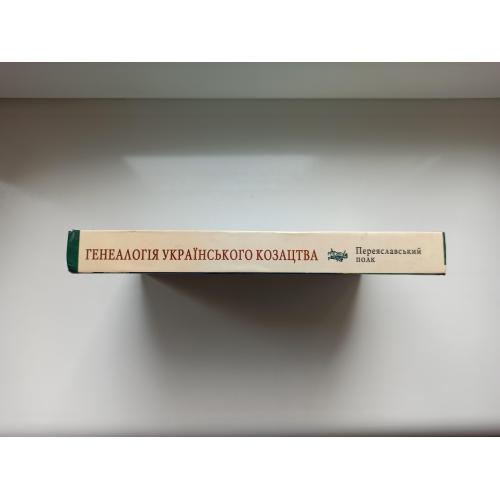 ГЕНЕАЛОГІЯ УКРАЇНСЬКОГО КОЗАЦТВА
Переяславський
полк